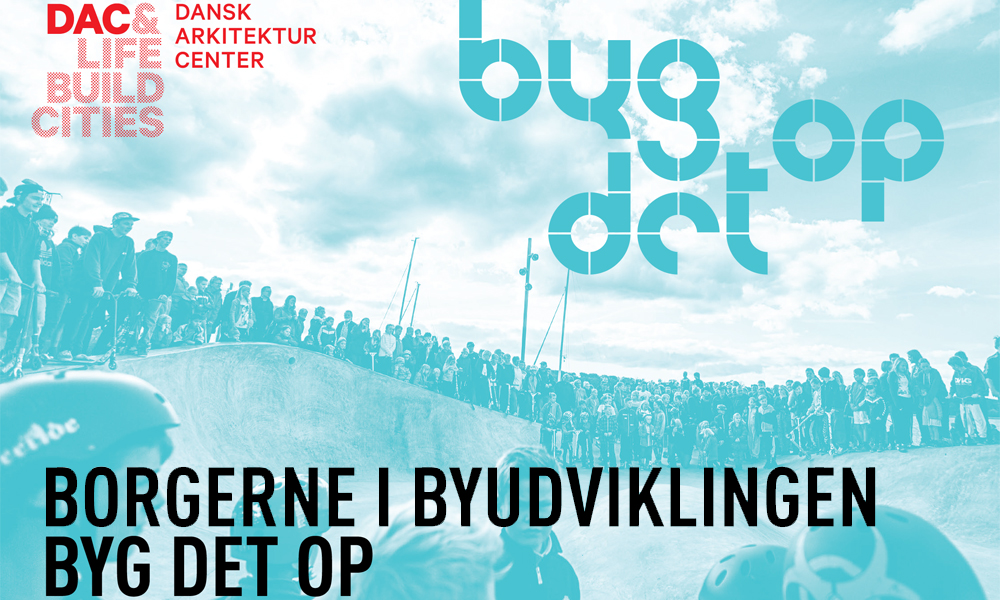 DAC&
LIFE
BUILD
CITIES
DANSK
ARKITEKTUR
CENTER
byg
det
op
BORGERNE I BYUDVIKLINGEN
BYG DET OP